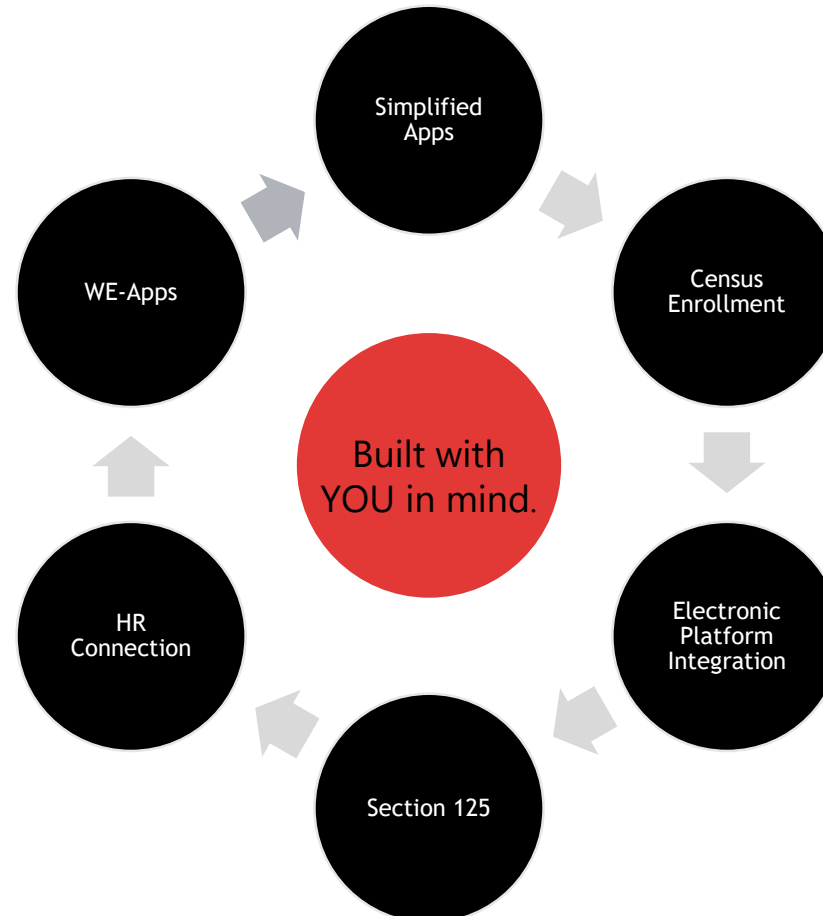 Simplified
Apps
Census
Enrollment
Electronic
Platform
Integration
Section 125
HR
Connection
WE-Apps
Built with
YOU in mind.